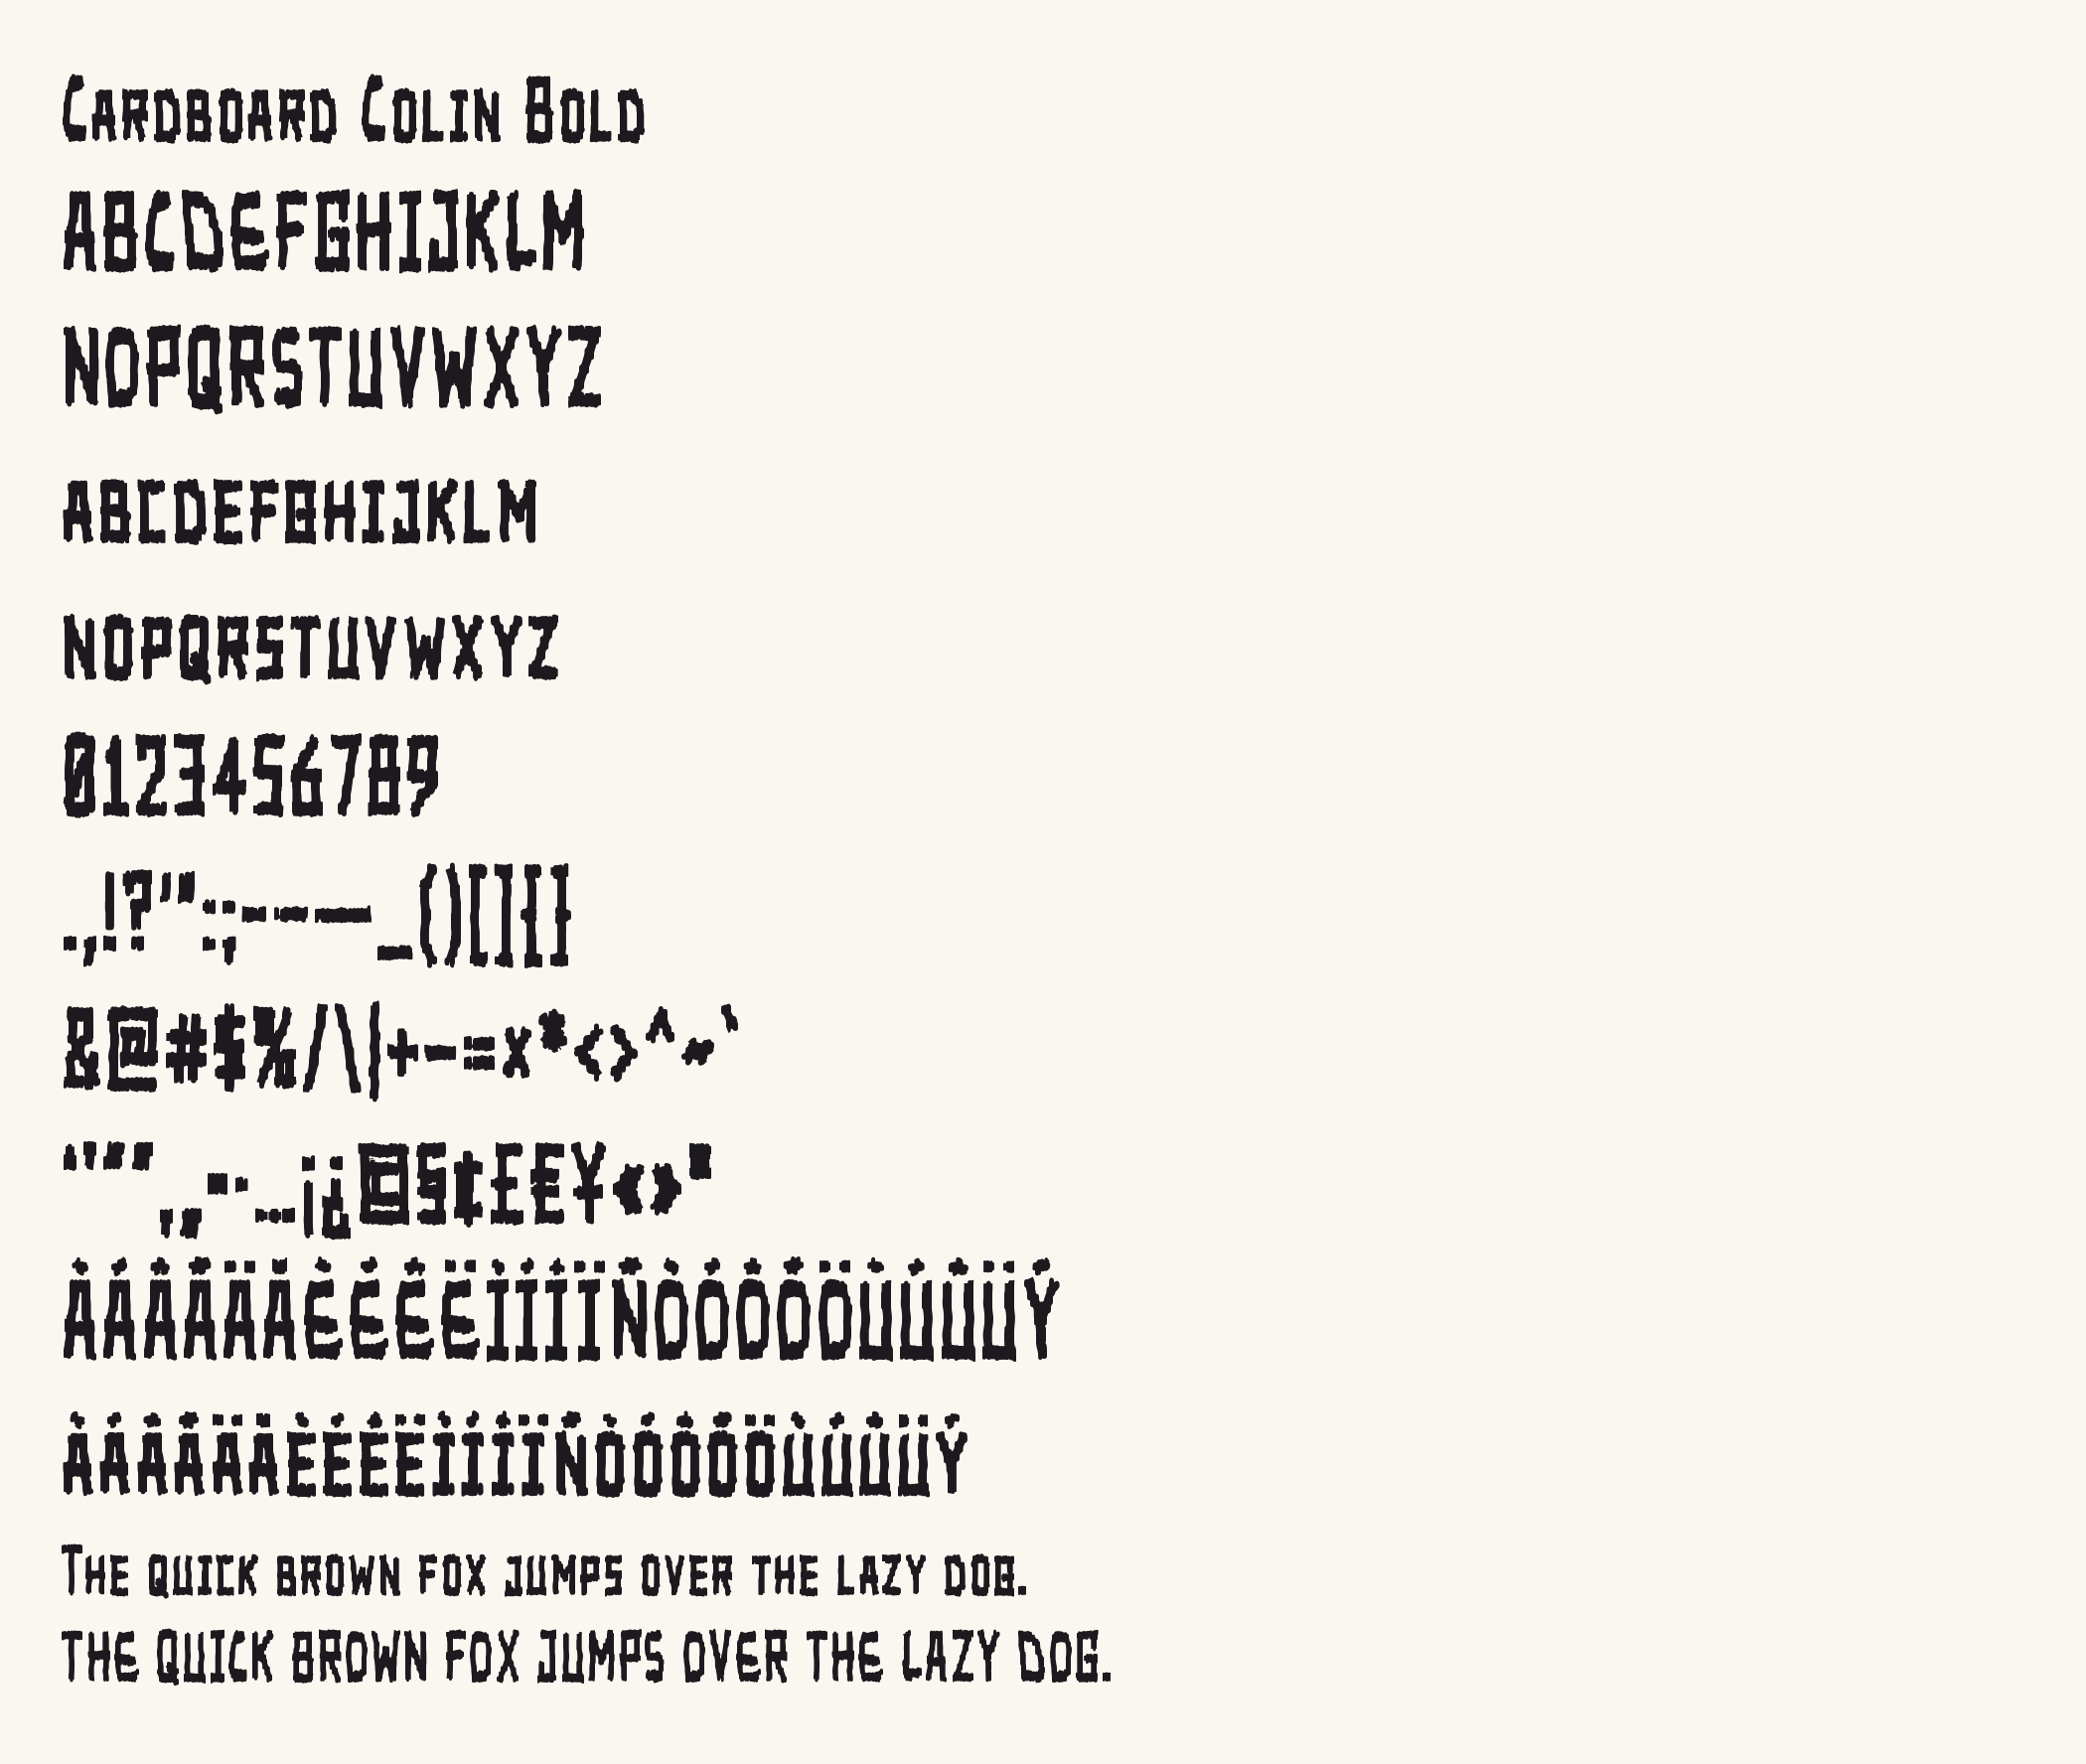 Cardboard Colin Bold
ABCDEFGHIJKLM
NOPQRSTUVWXYZ
abcdefghijklm
nopqrstuvwxyz
0123456789
.,!?'":;-–—_()[]{}
&@#$%/\|+−=×*<>^~`
‘’“”‚„•·…¡¿©§¢£€¥«»"
ÀÁÂÃÄÅÈÉÊËÌÍÎÏÑÒÓÔÕÖÙÚÛÜÝ
àáâãäåèéêëìíîïñòóôõöùúûüý
The quick brown fox jumps over the lazy dog.
THE QUICK BROWN FOX JUMPS OVER THE LAZY DOG.